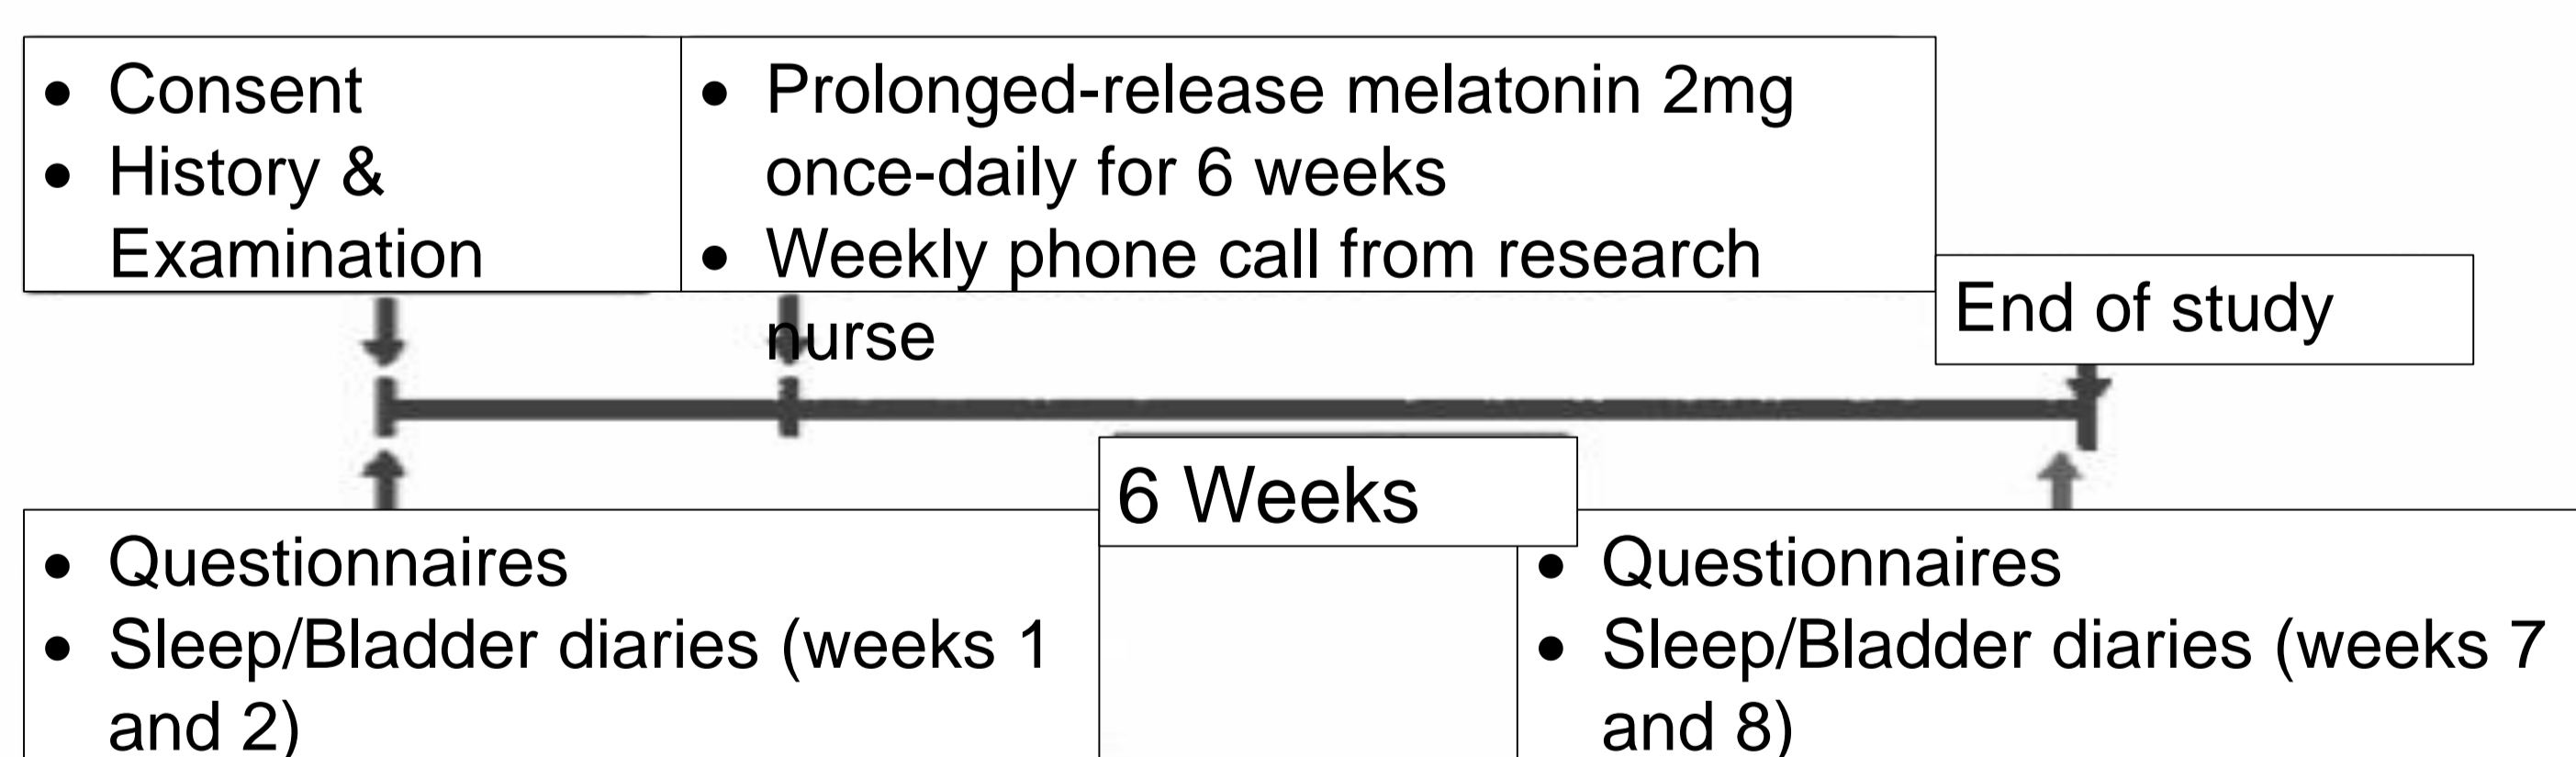 • Consent
• History &
Examination
• Prolonged-release melatonin 2mg
once-daily for 6 weeks
• Weekly phone call from research
nurse
End of study
6 Weeks
• Questionnaires
• Sleep/Bladder diaries (weeks 1
and 2)
• Questionnaires
• Sleep/Bladder diaries (weeks 7
and 8)